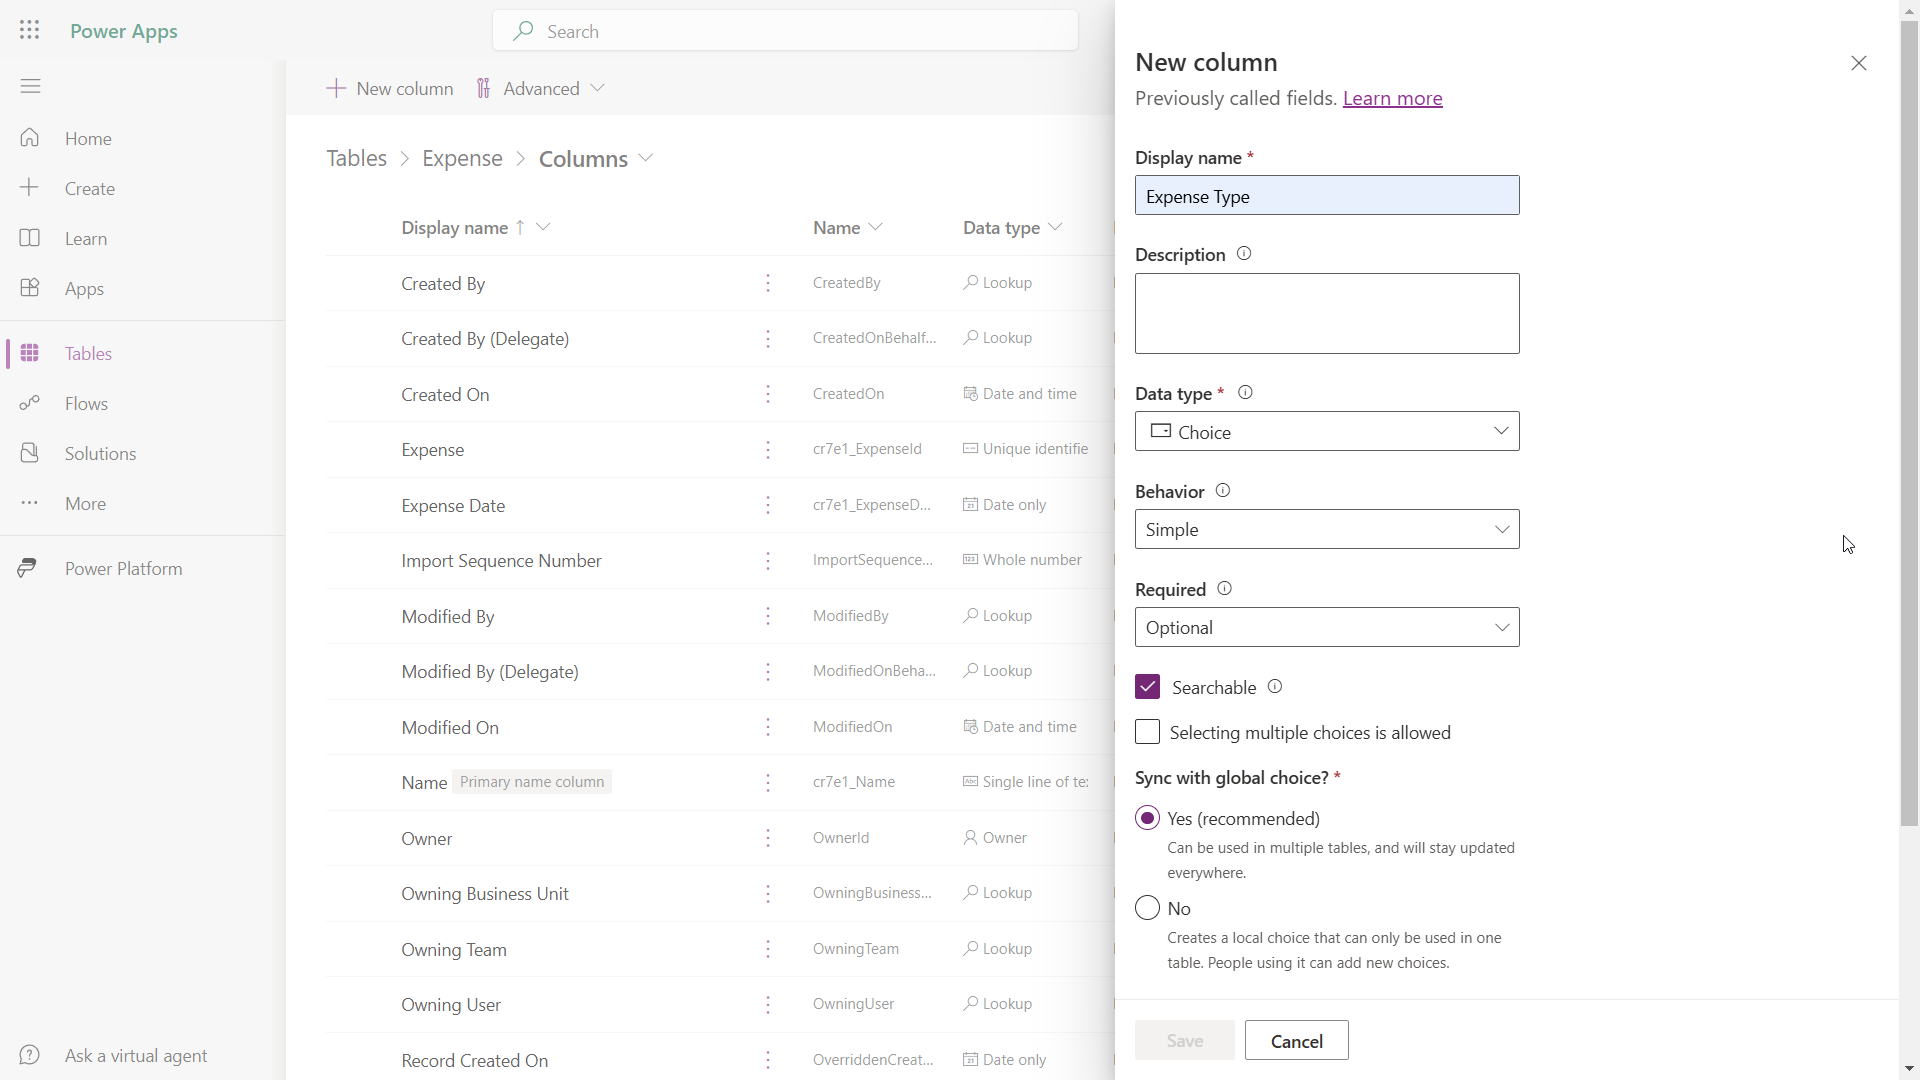 Power Apps
Search
Home
Create
Learn
Apps
Tables
Flows
Solutions
More
Power Platform
Ask a virtual agent
New column
Advanced
Tables > Expense > Columns
Display name ↑ Name Data type
Created By CreatedBy Lookup
Created By (Delegate) CreatedOnBehalf... Lookup
Created On CreatedOn Date and time
Expense cr7e1_ExpenseId Unique identifie
Expense Date cr7e1_ExpenseD... Date only
Import Sequence Number ImportSequence... Whole number
Modified By ModifiedBy Lookup
Modified By (Delegate) ModifiedOnBeha... Lookup
Modified On ModifiedOn Date and time
Name Primary name column cr7e1_Name Single line of te
Owner OwnerId Owner
Owning Business Unit OwningBusiness... Lookup
Owning Team OwningTeam Lookup
Owning User OwningUser Lookup
Record Created On OverriddenCreat... Date only
New column
Previously called fields. Learn more
Display name *
Expense Type
Description
Data type *
Choice
Behavior
Simple
Required
Optional
Searchable
Selecting multiple choices is allowed
Sync with global choice? *
Yes (recommended)
Can be used in multiple tables, and will stay updated
everywhere.
No
Creates a local choice that can only be used in one
table. People using it can add new choices.
Save
Cancel